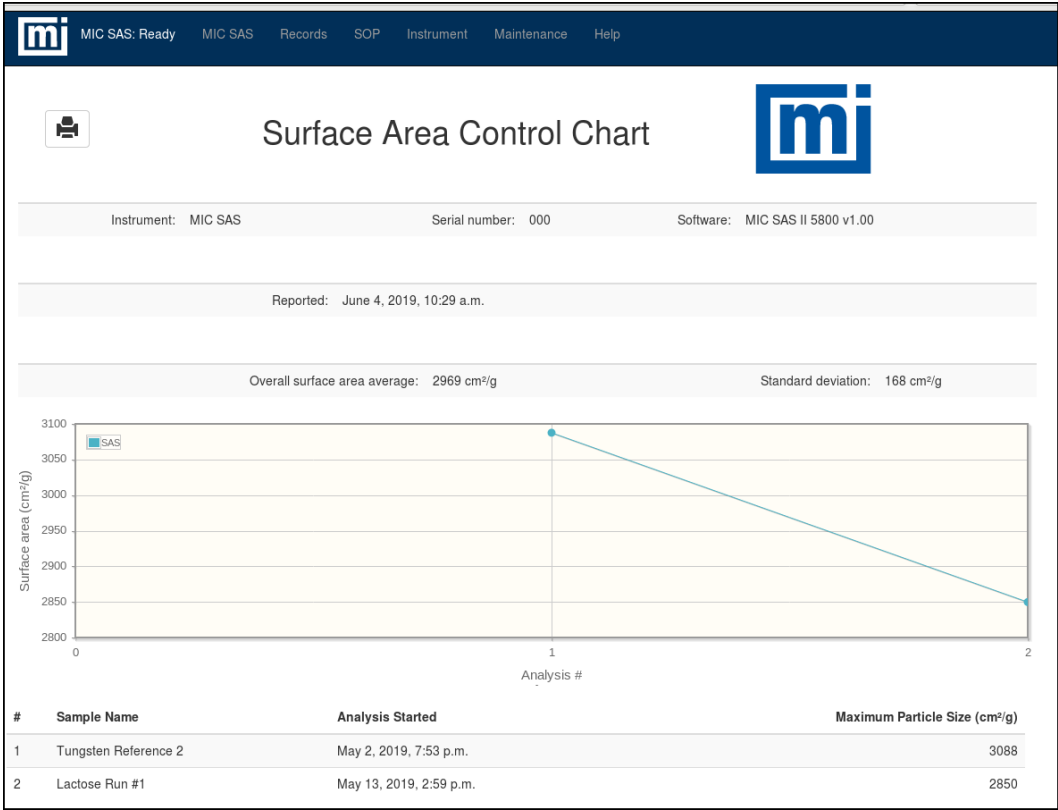 mi MIC SAS: Ready MIC SAS Records SOP Instrument Maintenance Help
Surface Area Control Chart
mi
Instrument: MIC SAS Serial number: 000 Software: MIC SAS II 5800 v1.00
Reported: June 4, 2019, 10:29 a.m.
Overall surface area average: 2969 cm²/g Standard deviation: 168 cm²/g
3100
SAS
3050
3000
2950
2900
2850
2800
Surface area (cm²/g)
0 1 2
Analysis #
# Sample Name Analysis Started Maximum Particle Size (cm²/g)
1 Tungsten Reference 2 May 2, 2019, 7:53 p.m. 3088
2 Lactose Run #1 May 13, 2019, 2:59 p.m. 2850